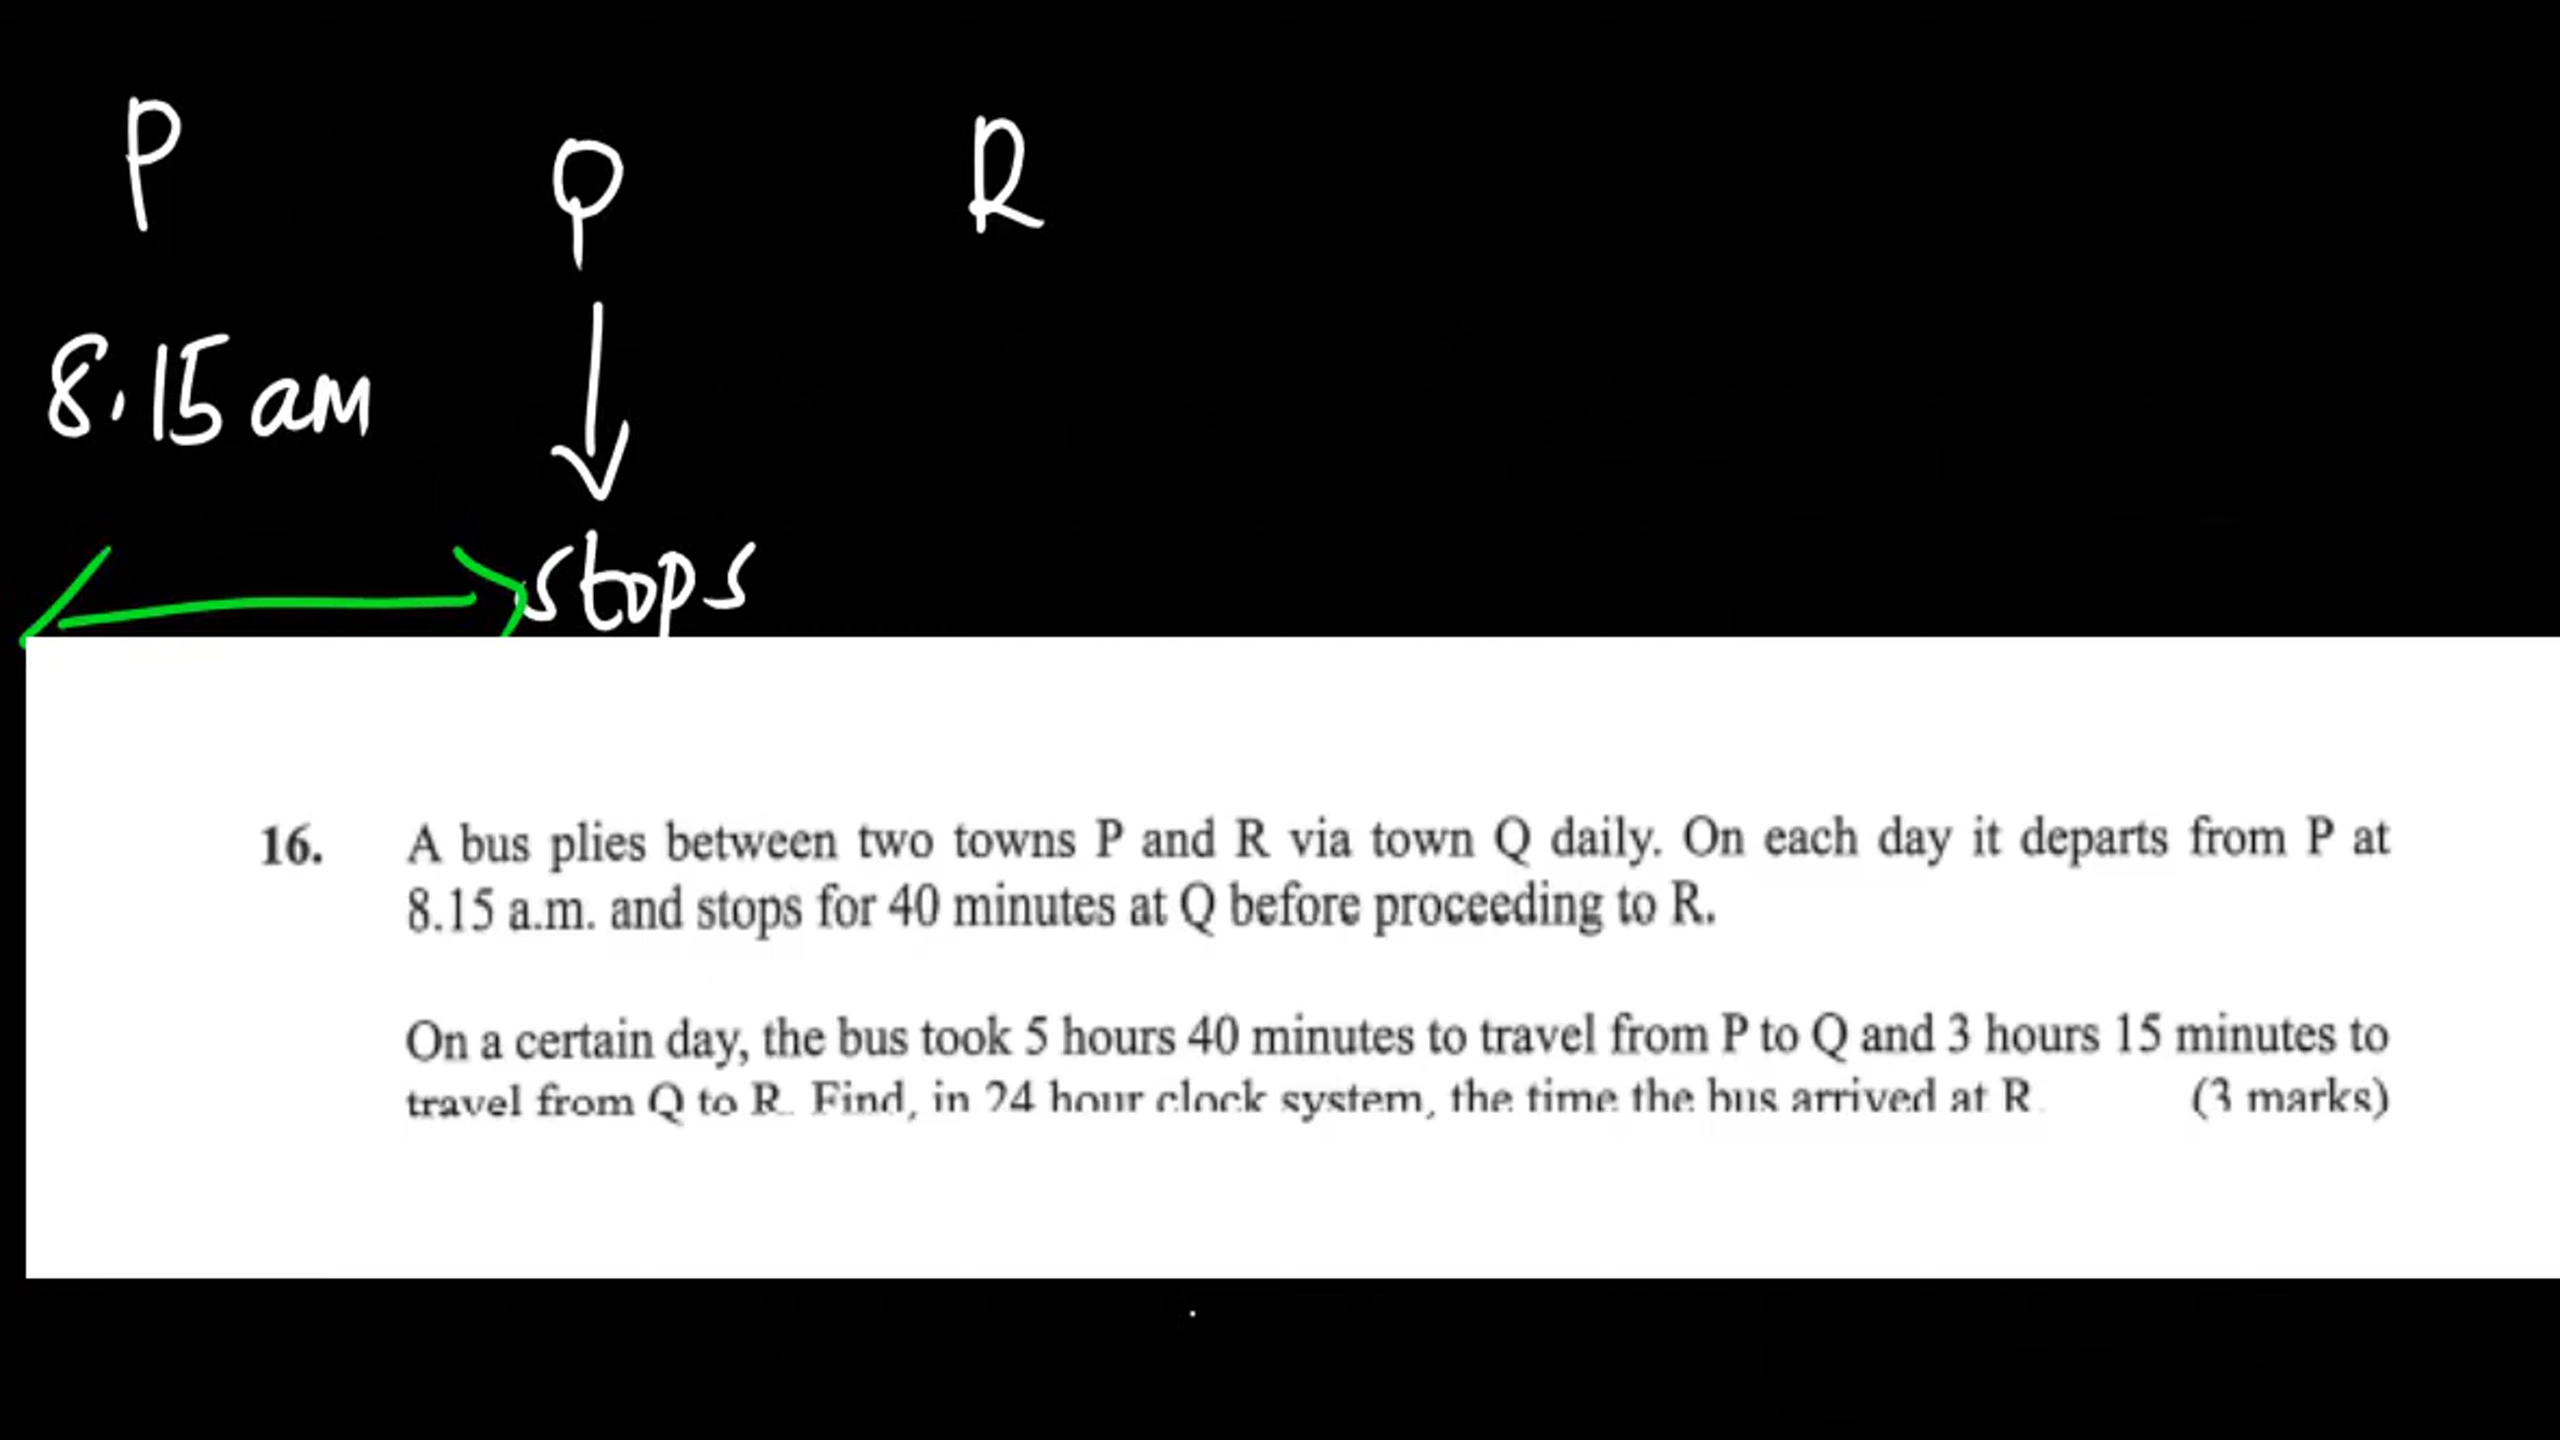 P Q R
8.15 am
stops
16. A bus plies between two towns P and R via town Q daily. On each day it departs from P at
8.15 a.m. and stops for 40 minutes at Q before proceeding to R.
On a certain day, the bus took 5 hours 40 minutes to travel from P to Q and 3 hours 15 minutes to
travel from Q to R. Find, in 24 hour clock system, the time the bus arrived at R. (3 marks)